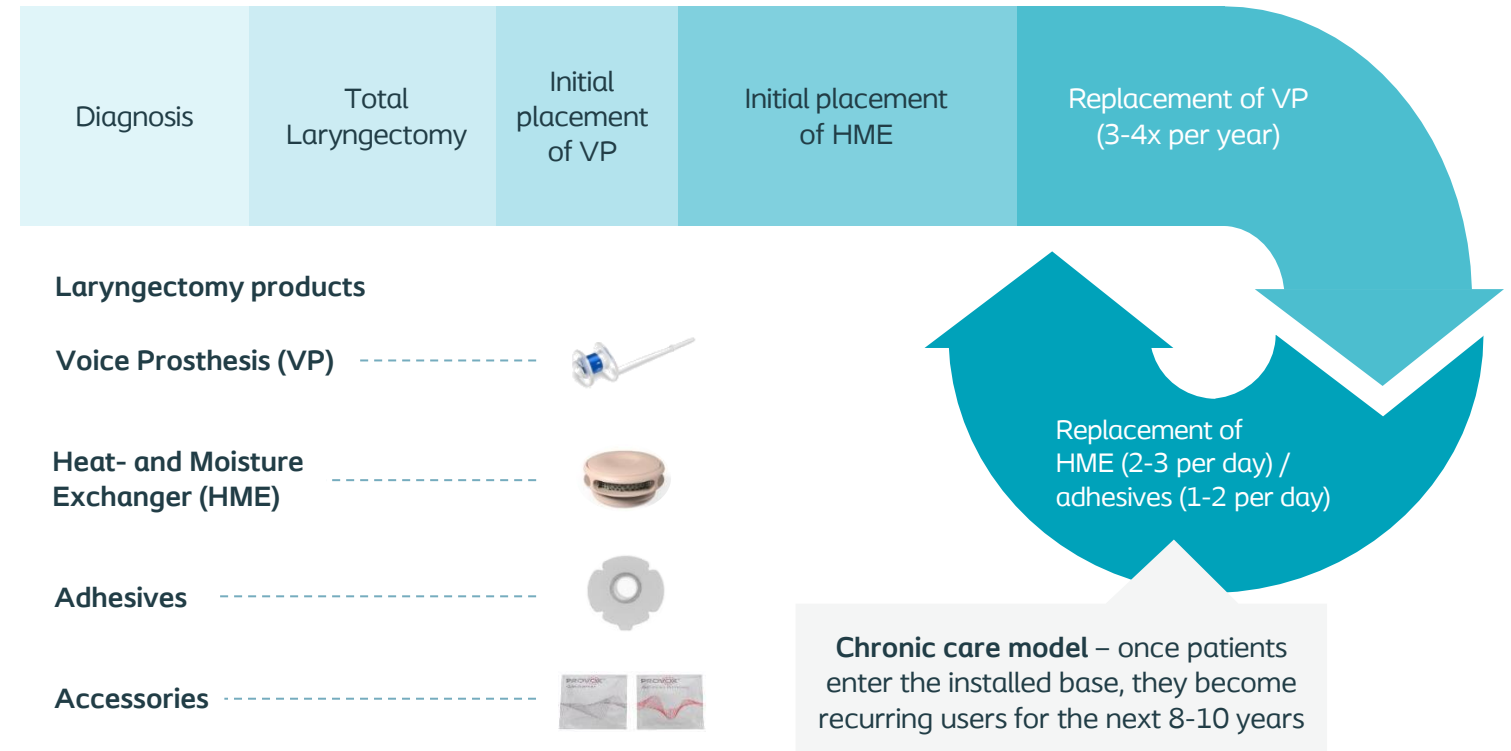 Diagnosis
Total
Laryngectomy
Initial
placement
of VP
Initial placement
of HME
Replacement of VP
(3-4x per year)
Laryngectomy products
Voice Prosthesis (VP)
Heat- and Moisture
Exchanger (HME)
Adhesives
Accessories
PROVOX
PROVOX
Replacement of
HME (2-3 per day) /
adhesives (1-2 per day)
Chronic care model – once patients
enter the installed base, they become
recurring users for the next 8-10 years